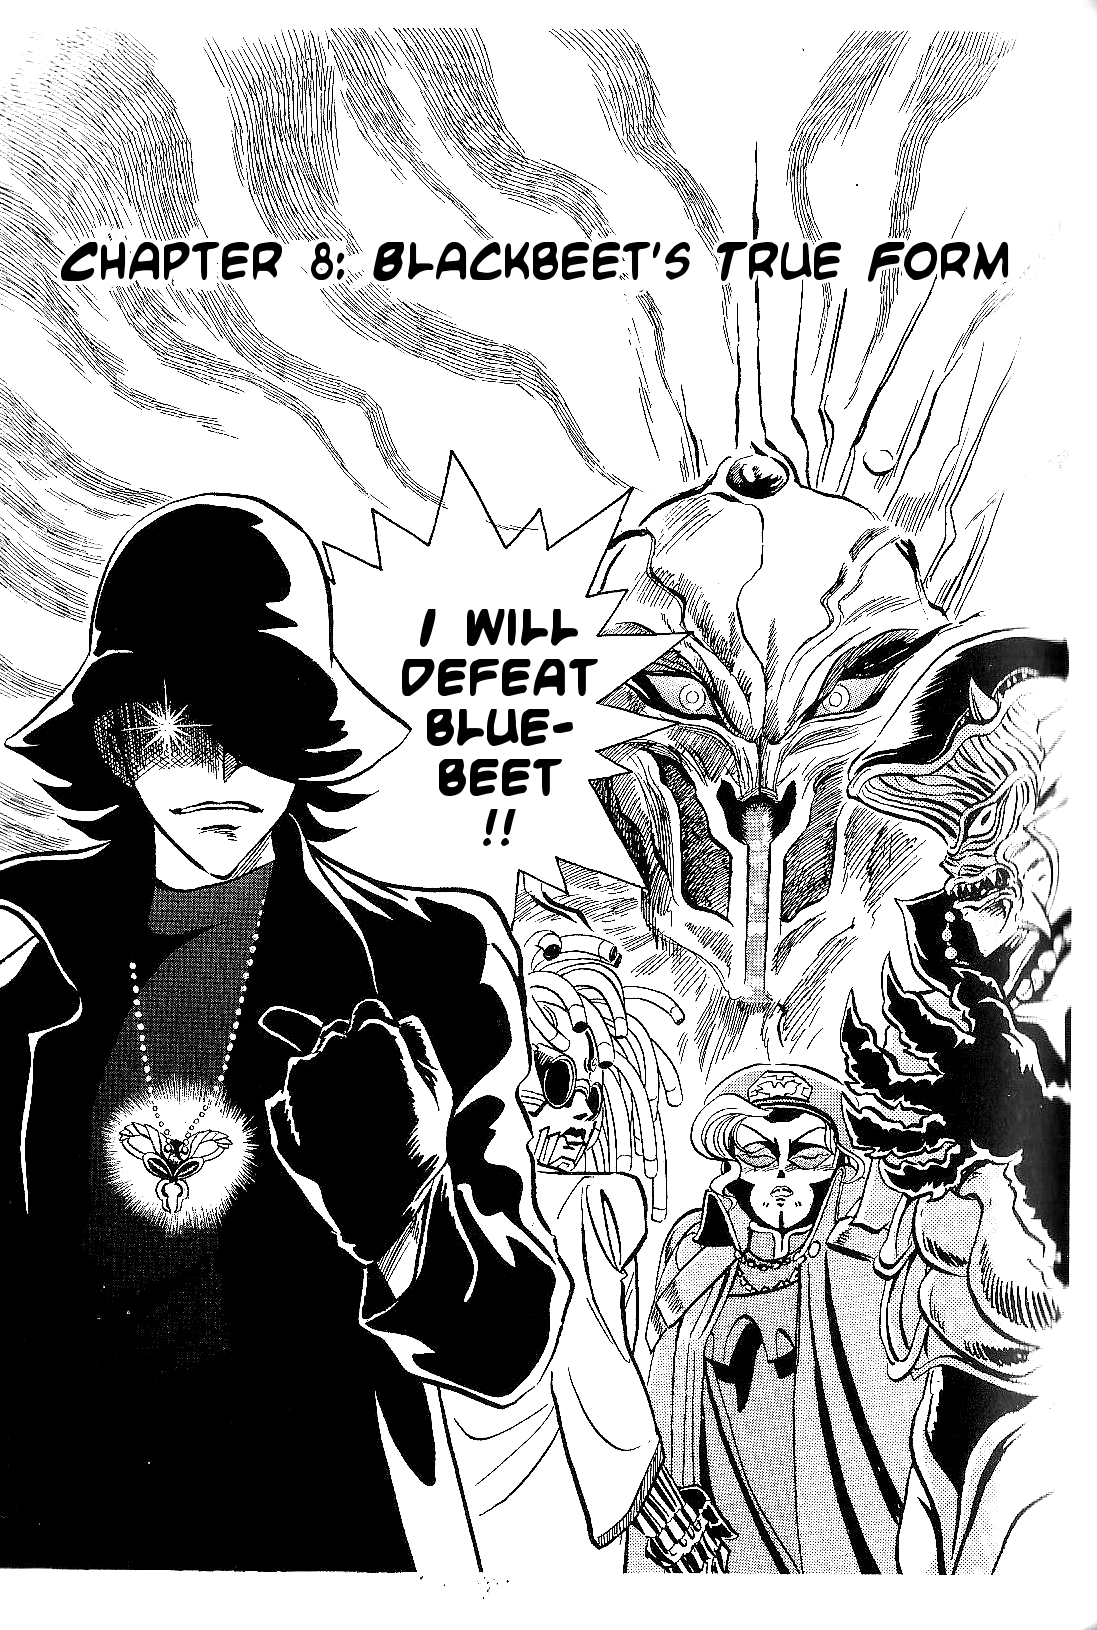 CHAPTER 8: BLACKBEET'S TRUE FORM
I WILL
DEFEAT
BLUE-
BEET
!!